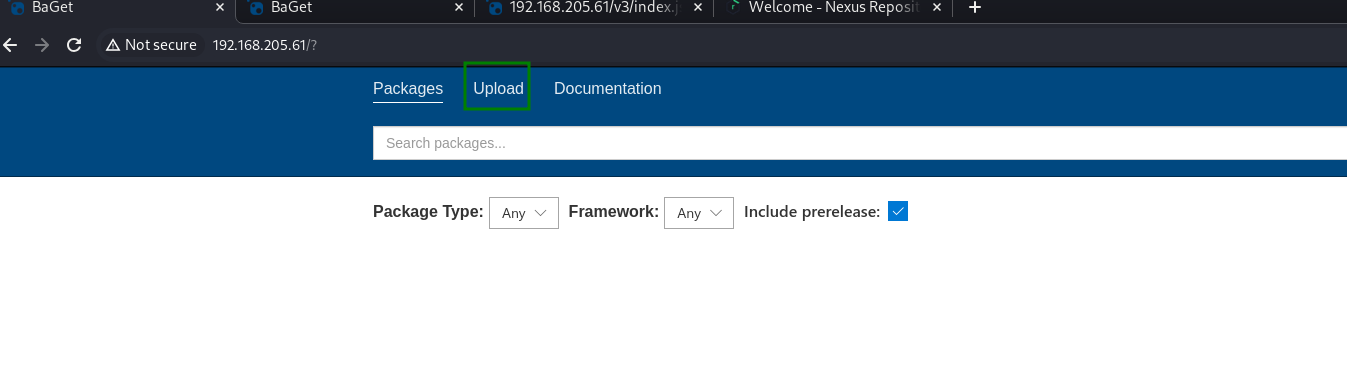 BaGet BaGet 192.168.205.61/v3/index.j Welcome - Nexus Reposit
Not secure 192.168.205.61/?
Packages Upload Documentation
Search packages...
Package Type: Any Framework: Any Include prerelease: